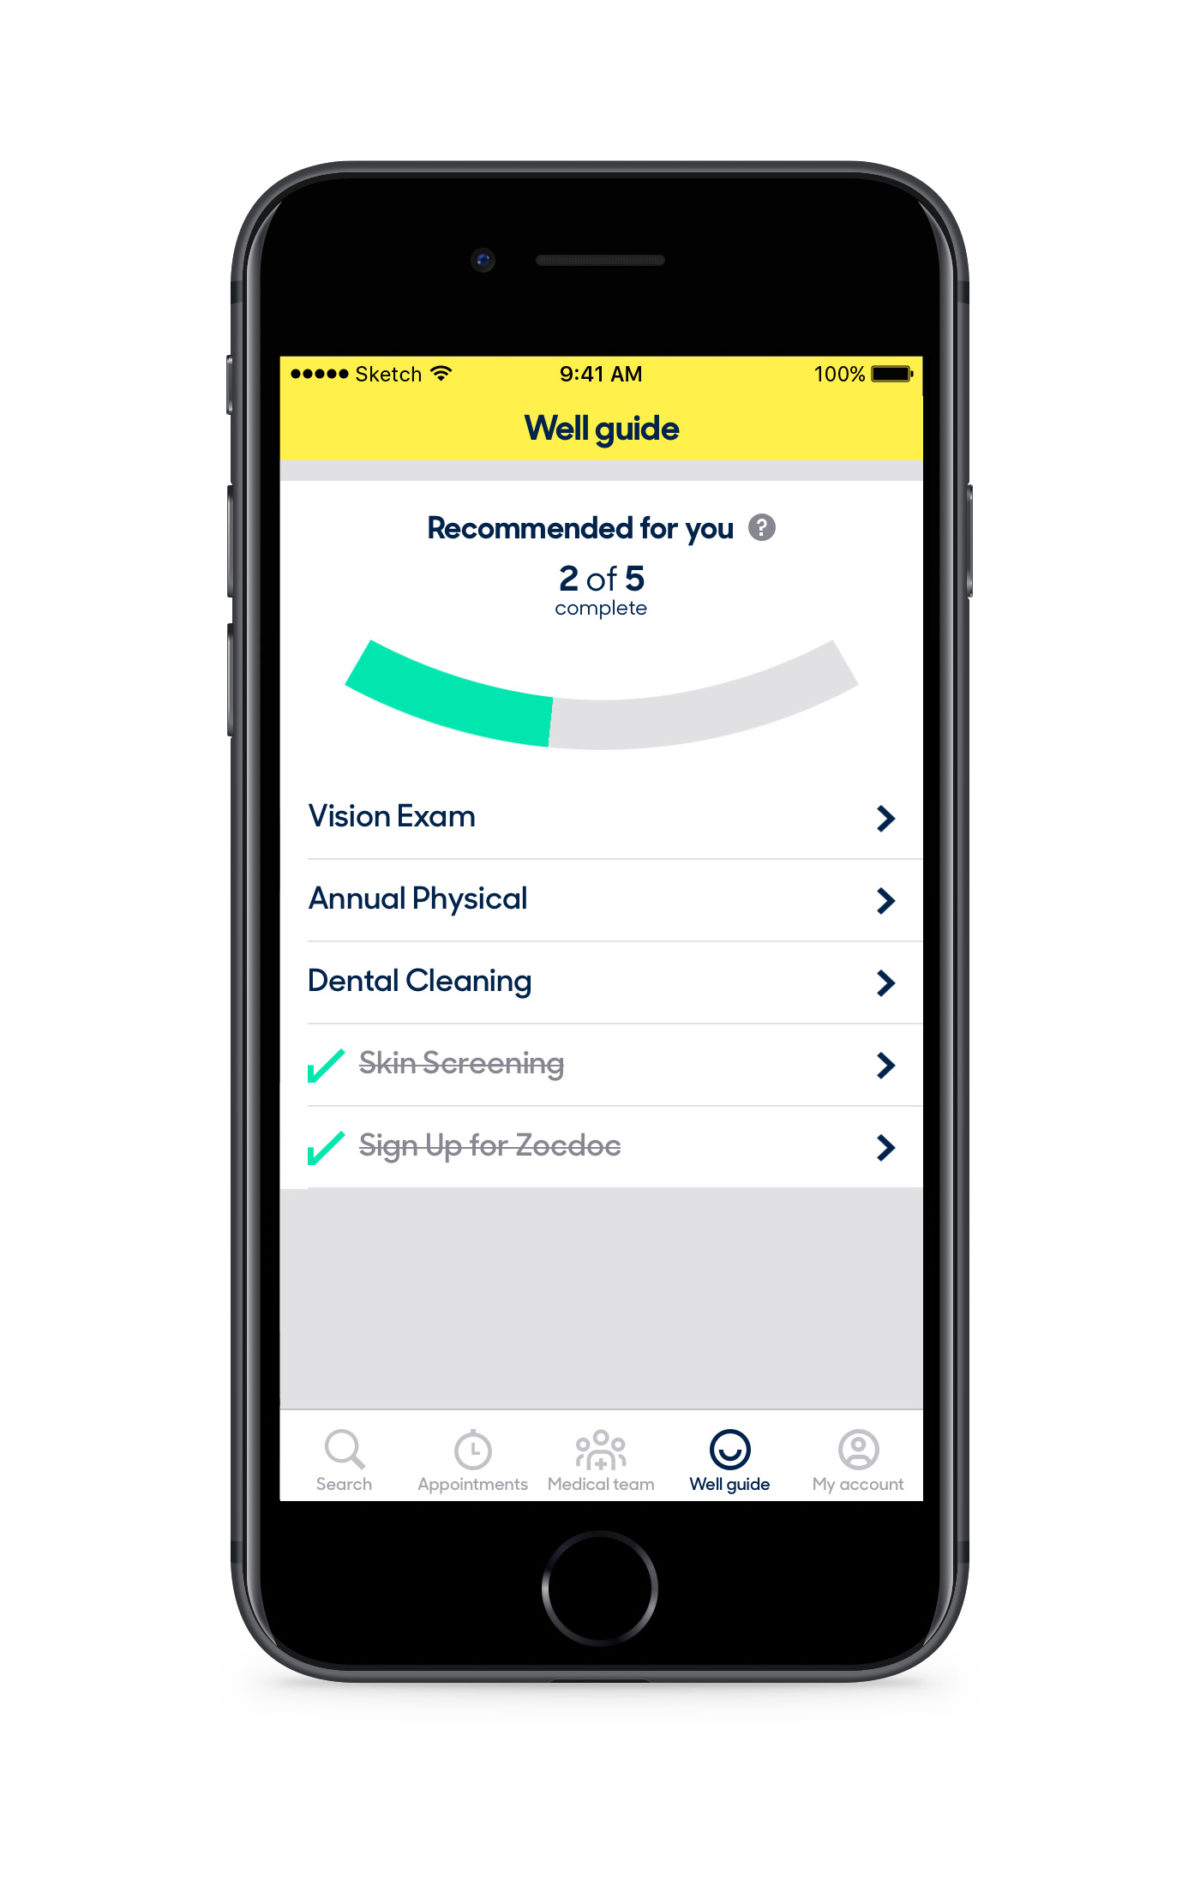 Sketch 9:41 AM 100%
Well guide
Recommended for you ?
2 of 5
complete
Vision Exam
Annual Physical
Dental Cleaning
Skin Screening
Sign Up for Zocdoc
Search Appointments Medical team Well guide My account